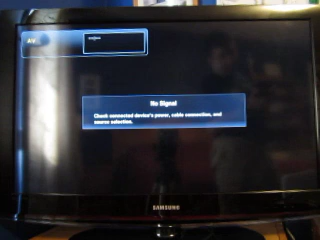 No Signal
Check connected device's power, cable connection, and
source selection.
SAMSUNG